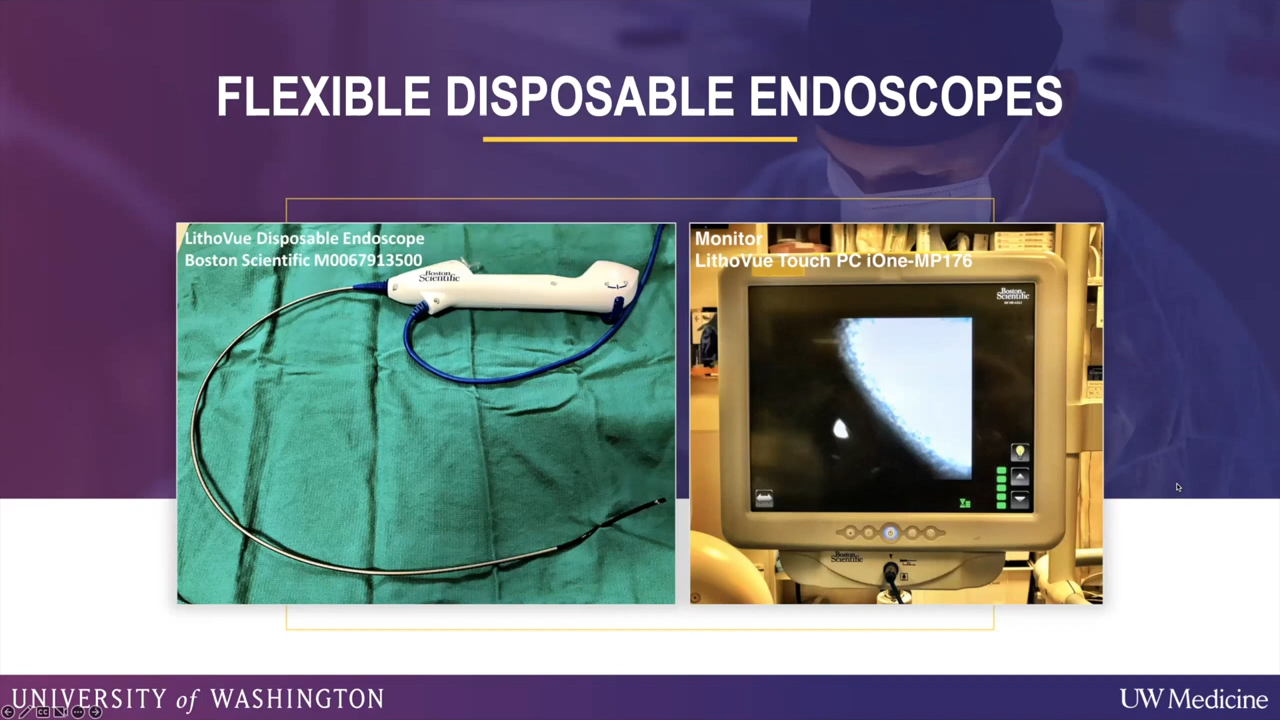 FLEXIBLE DISPOSABLE ENDOSCOPES
LithoVue Disposable Endoscope
Boston Scientific M0067913500
Boston
Scientific
Monitor
LithoVue Touch PC iOne-MP176
Boston
Scientific
Boston
Scientific
UNIVERSITY of WASHINGTON
UW Medicine